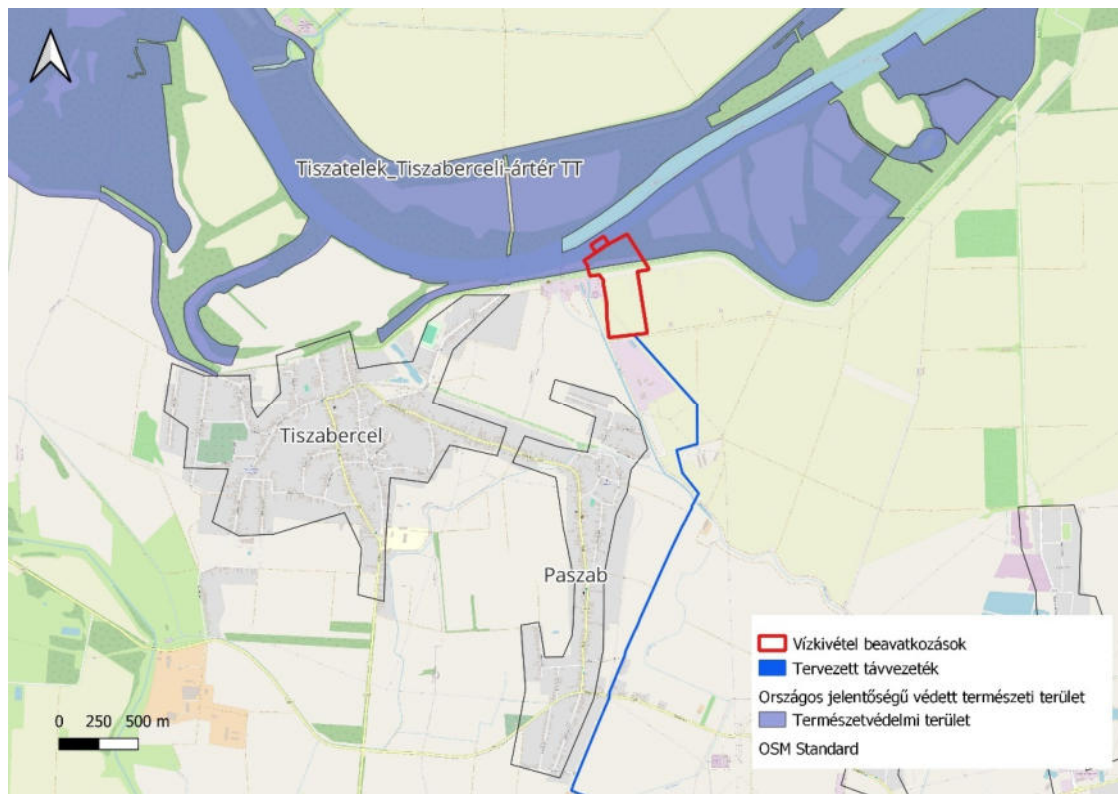 Tiszatelek_Tiszaberceli-ártér TT
Tiszabercel
Paszab
Vízkivétel beavatkozások
Tervezett távvezeték
Országos jelentőségű védett természeti terület
Természetvédelmi terület
OSM Standard
0 250 500 m